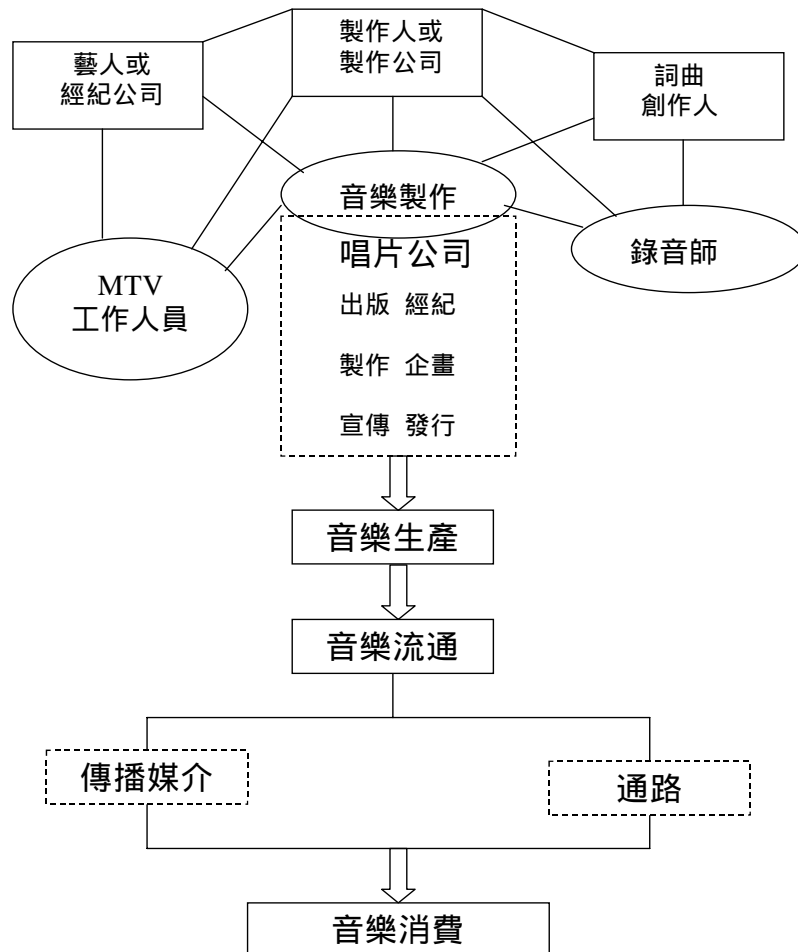 製作人或
製作公司
藝人或
經紀公司
詞曲
創作人
音樂製作
MTV
工作人員
唱片公司
錄音師
出版 經紀
製作 企畫
宣傳 發行
音樂生產
音樂流通
傳播媒介
通路
音樂消費